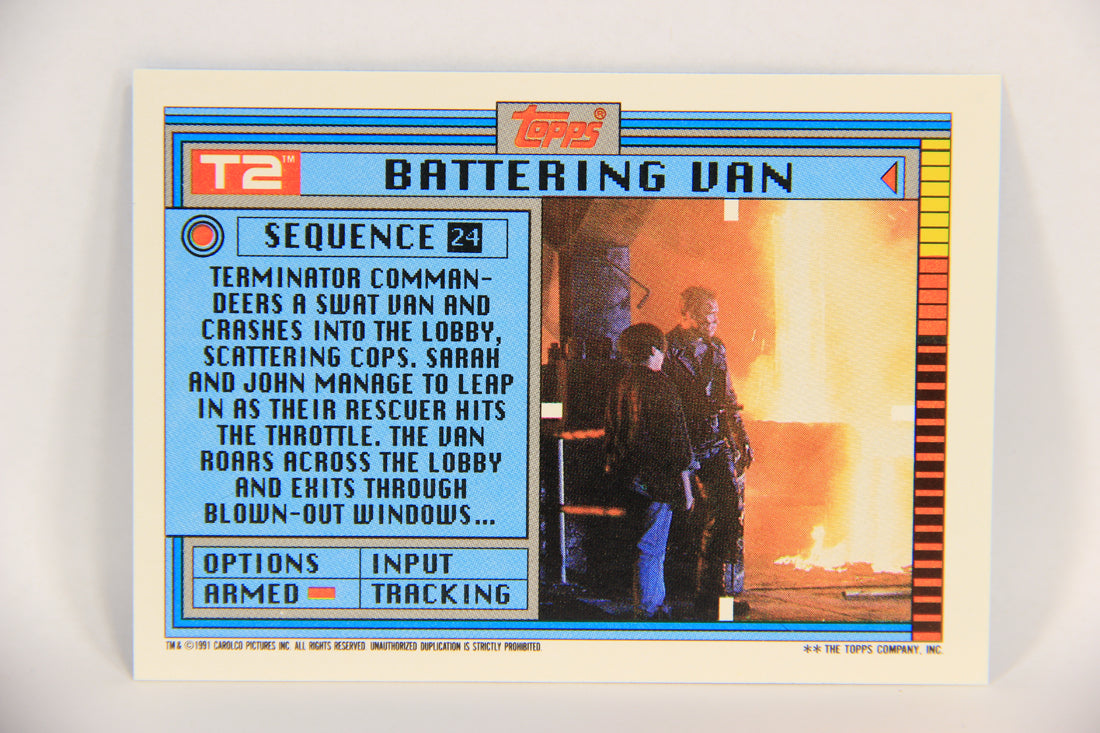 Topps®
T2™
BATTERING VAN
SEQUENCE 24
TERMINATOR COMMAN-
DEERS A SWAT VAN AND
CRASHES INTO THE LOBBY,
SCATTERING COPS. SARAH
AND JOHN MANAGE TO LEAP
IN AS THEIR RESCUER HITS
THE THROTTLE. THE VAN
ROARS ACROSS THE LOBBY
AND EXITS THROUGH
BLOWN-OUT WINDOWS...
OPTIONS INPUT
ARMED TRACKING
TM & ©1991 CAROLCO PICTURES INC. ALL RIGHTS RESERVED. UNAUTHORIZED DUPLICATION IS STRICTLY PROHIBITED.
** THE TOPPS COMPANY, INC.